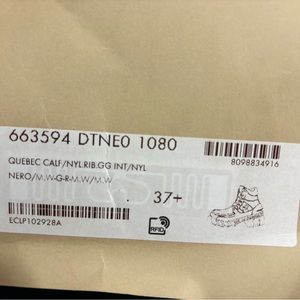 663594 DTNE0 1080
8098834916
QUEBEC CALF/NYL.RIB.GG INT/NYL
NERO/M.W-G-R-M.W/M.W
37+
ECLP102928A
RFID